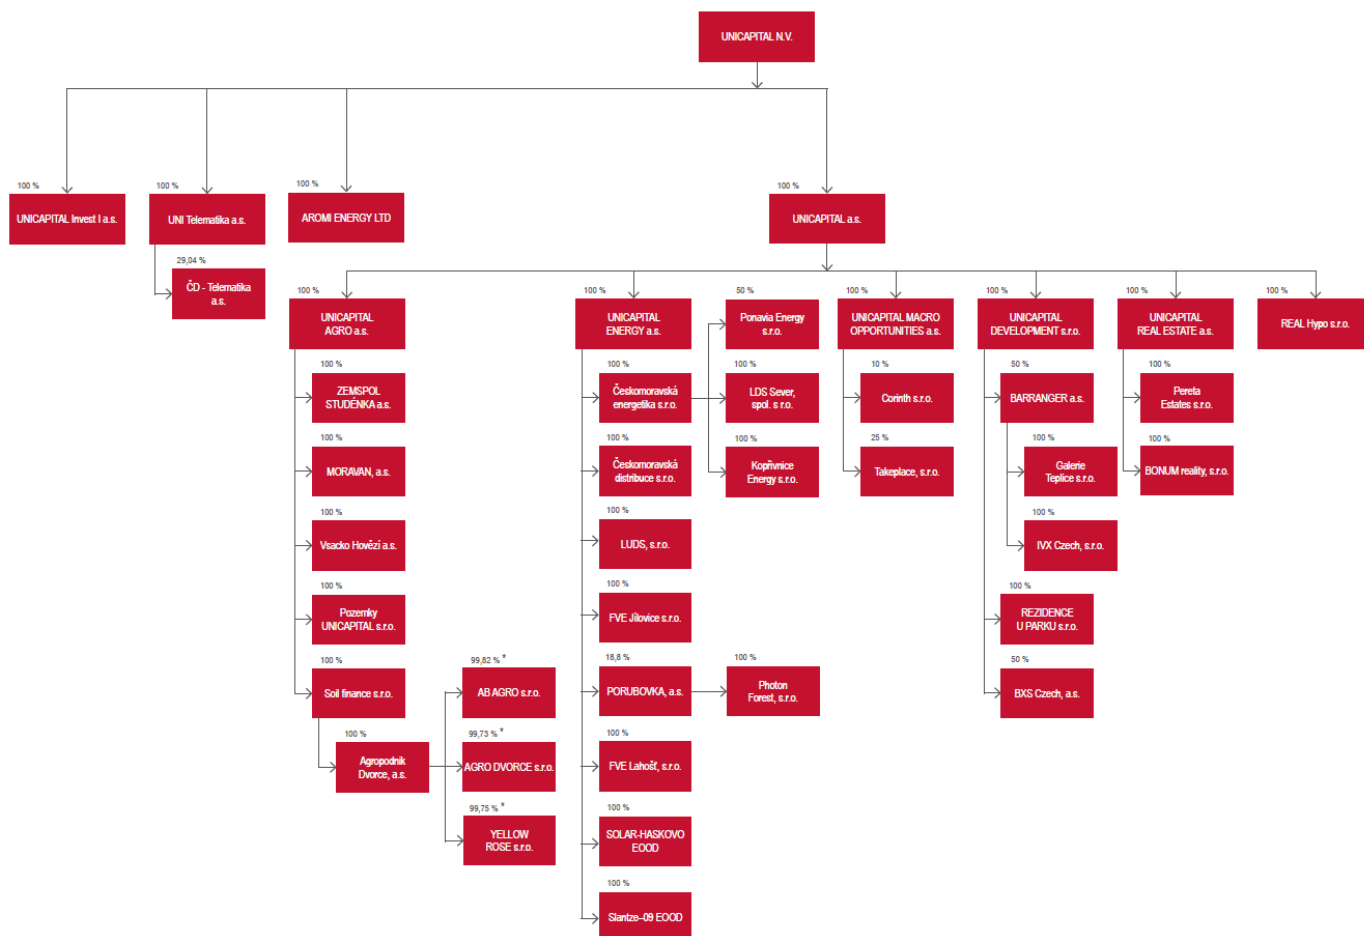 UNICAPITAL N.V.
100 %
UNICAPITAL Invest I a.s.
100 %
UNI Telematika a.s.
29,04 %
ČD - Telematika
a.s.
100 %
AROMI ENERGY LTD
100 %
UNICAPITAL a.s.
100 %
UNICAPITAL
AGRO a.s.
100 %
ZEMSPOL
STUDÉNKA a.s.
100 %
MORAVAN, a.s.
100 %
Vsacko Hovězí a.s.
100 %
Pozemky
UNICAPITAL s.r.o.
100 %
Soil finance s.r.o.
100 %
Agropodnik
Dvorce, a.s.
99,82 % *
AB AGRO s.r.o.
99,73 % *
AGRO DVORCE s.r.o.
99,75 % *
YELLOW
ROSE s.r.o.
100 %
UNICAPITAL
ENERGY a.s.
100 %
Českomoravská
energetika s.r.o.
50 %
Ponavia Energy
s.r.o.
100 %
LDS Sever,
spol. s r.o.
100 %
Kopřivnice
Energy s.r.o.
100 %
Českomoravská
distribuce s.r.o.
100 %
LUDS, s.r.o.
100 %
FVE Jílovice s.r.o.
18,8 %
PORUBOVKA, a.s.
100 %
Photon
Forest, s.r.o.
100 %
FVE Lahošť, s.r.o.
100 %
SOLAR-HASKOVO
EOOD
100 %
Slantze–09 EOOD
100 %
UNICAPITAL MACRO
OPPORTUNITIES a.s.
10 %
Corinth s.r.o.
25 %
Takeplace, s.r.o.
100 %
UNICAPITAL
DEVELOPMENT s.r.o.
50 %
BARRANGER a.s.
100 %
Galerie
Teplice s.r.o.
100 %
IVX Czech, s.r.o.
100 %
REZIDENCE
U PARKU s.r.o.
50 %
BXS Czech, a.s.
100 %
UNICAPITAL
REAL ESTATE a.s.
100 %
Pereta
Estates s.r.o.
100 %
BONUM reality, s.r.o.
100 %
REAL Hypo s.r.o.